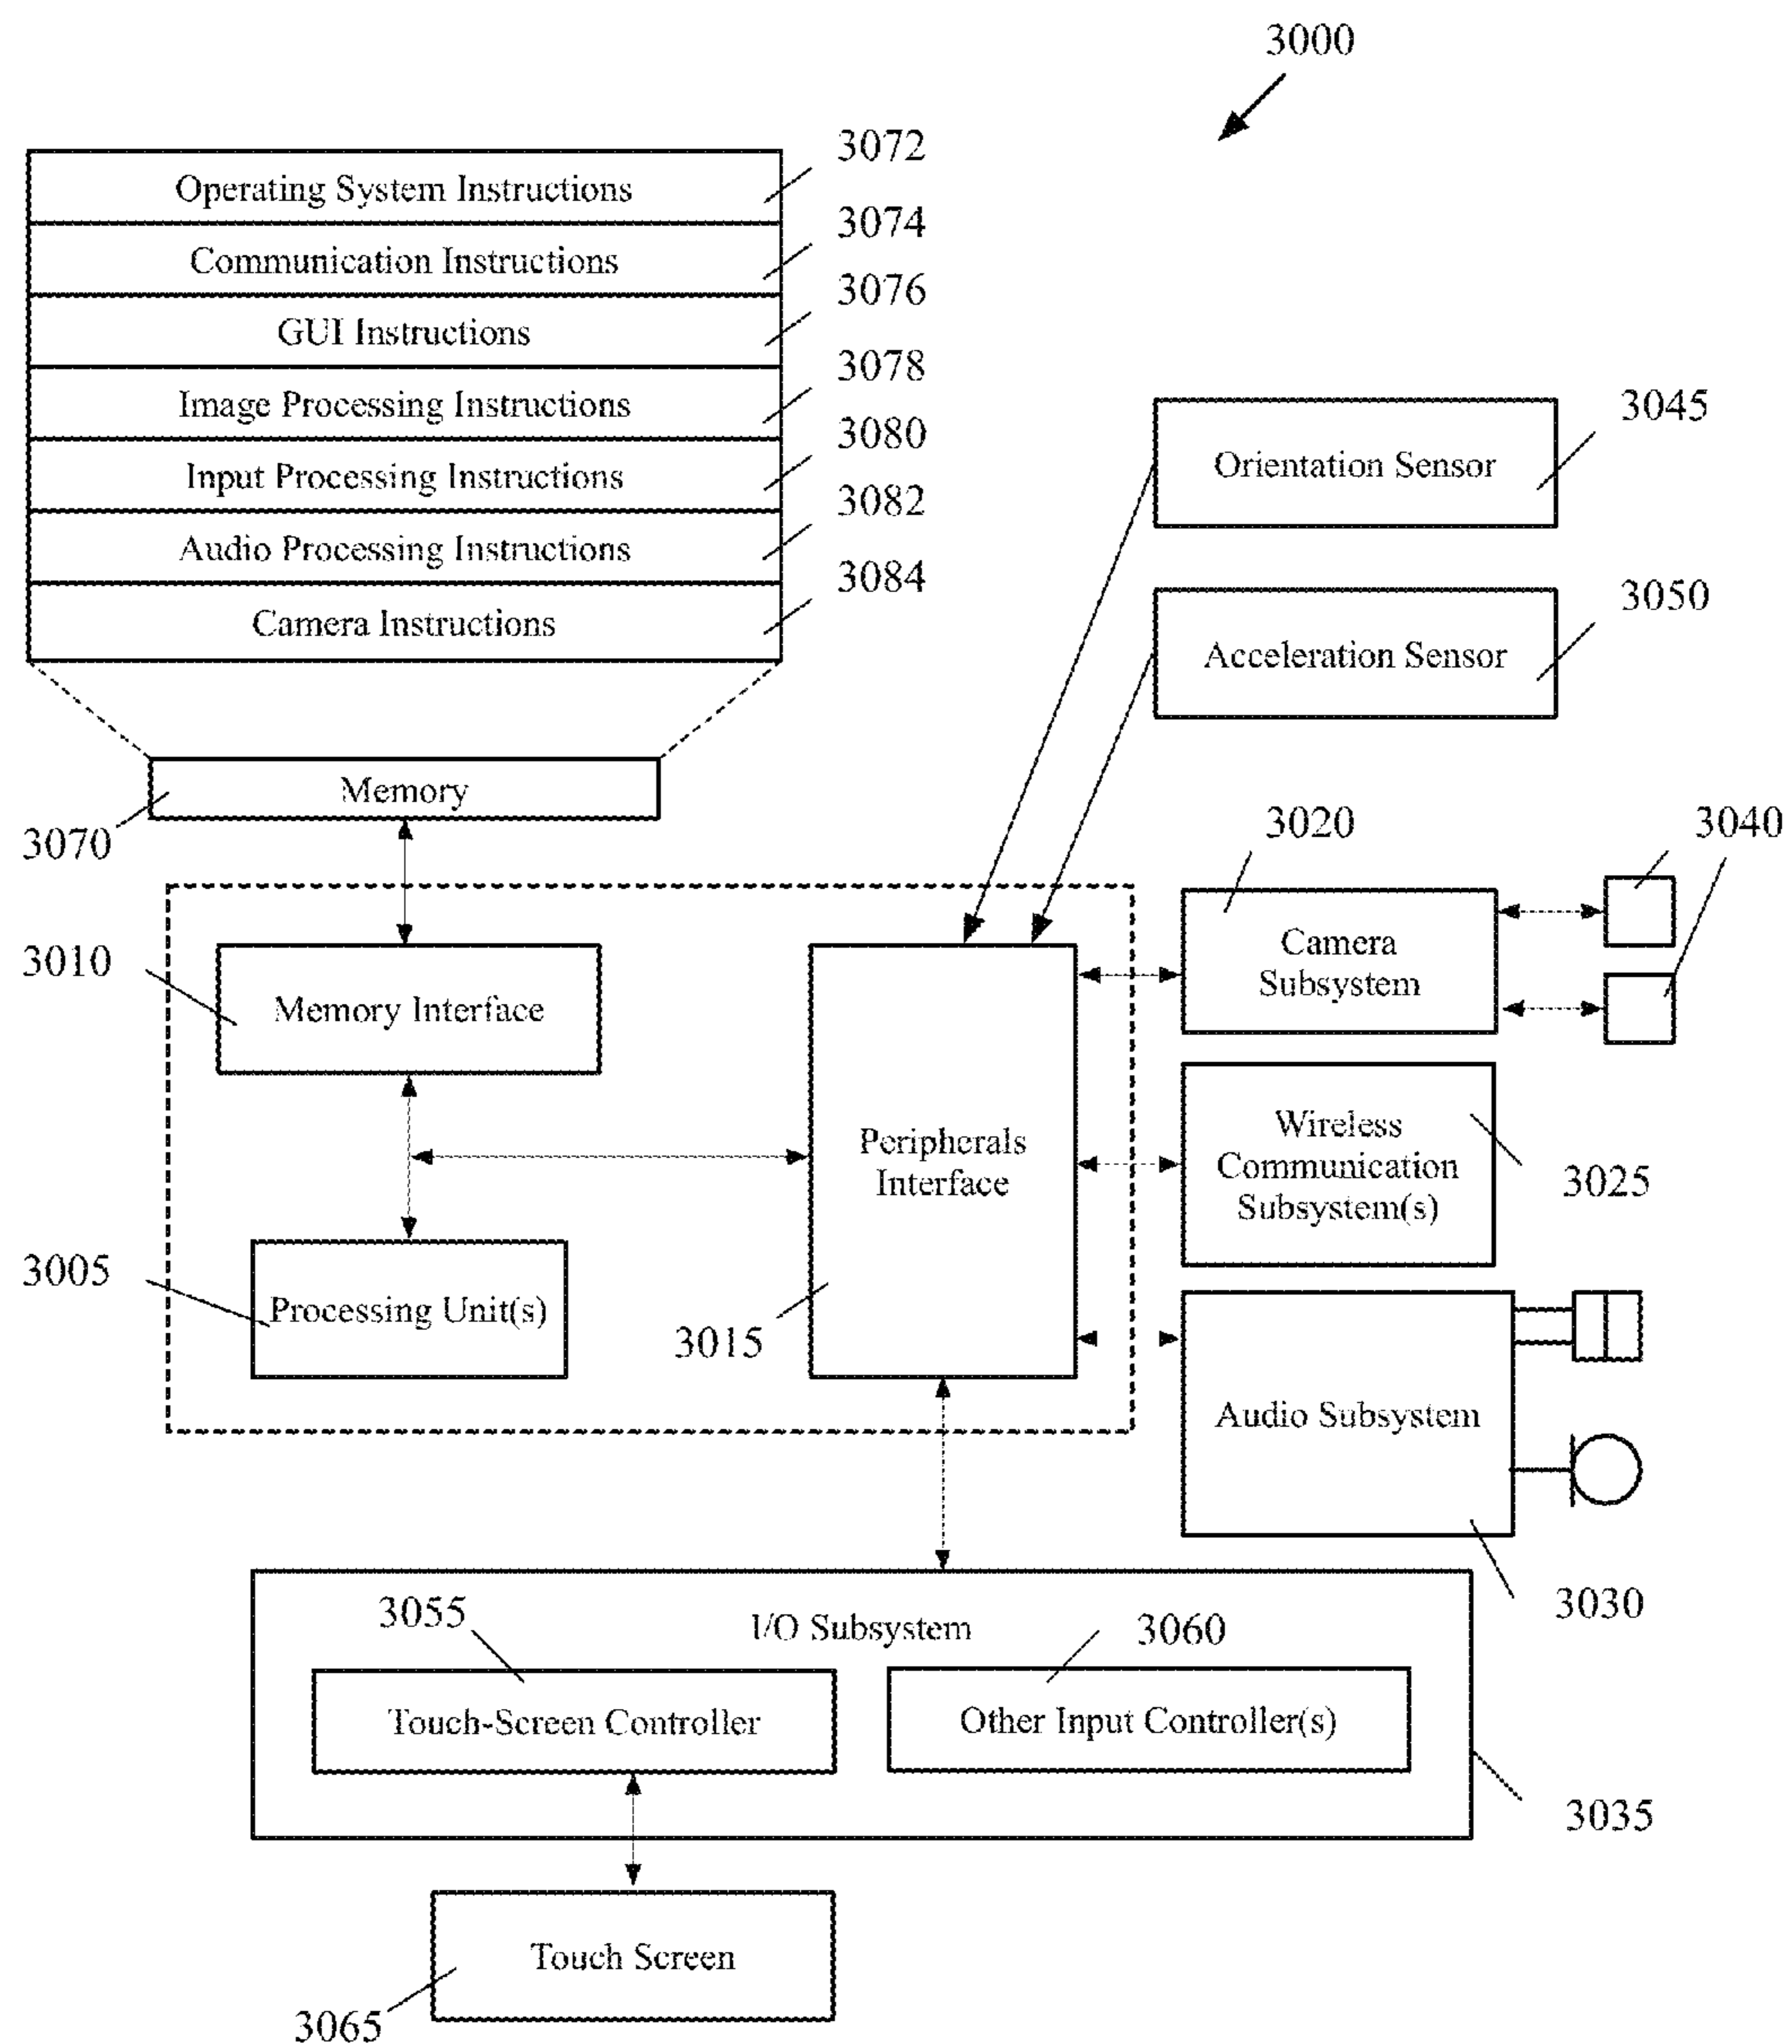 3000
3072
Operating System Instructions
3074
Communication Instructions
3076
GUI Instructions
3078
Image Processing Instructions
3080
Input Processing Instructions
3082
Audio Processing Instructions
3084
Camera Instructions
3045
Orientation Sensor
3050
Acceleration Sensor
Memory
3070
3020
3040
Camera
Subsystem
3010
Memory Interface
Peripherals
Interface
Wireless
Communication
Subsystem(s)
3025
3005
Processing Unit(s)
3015
Audio Subsystem
3030
3055
I/O Subsystem
3060
Touch-Screen Controller
Other Input Controller(s)
3035
Touch Screen
3065